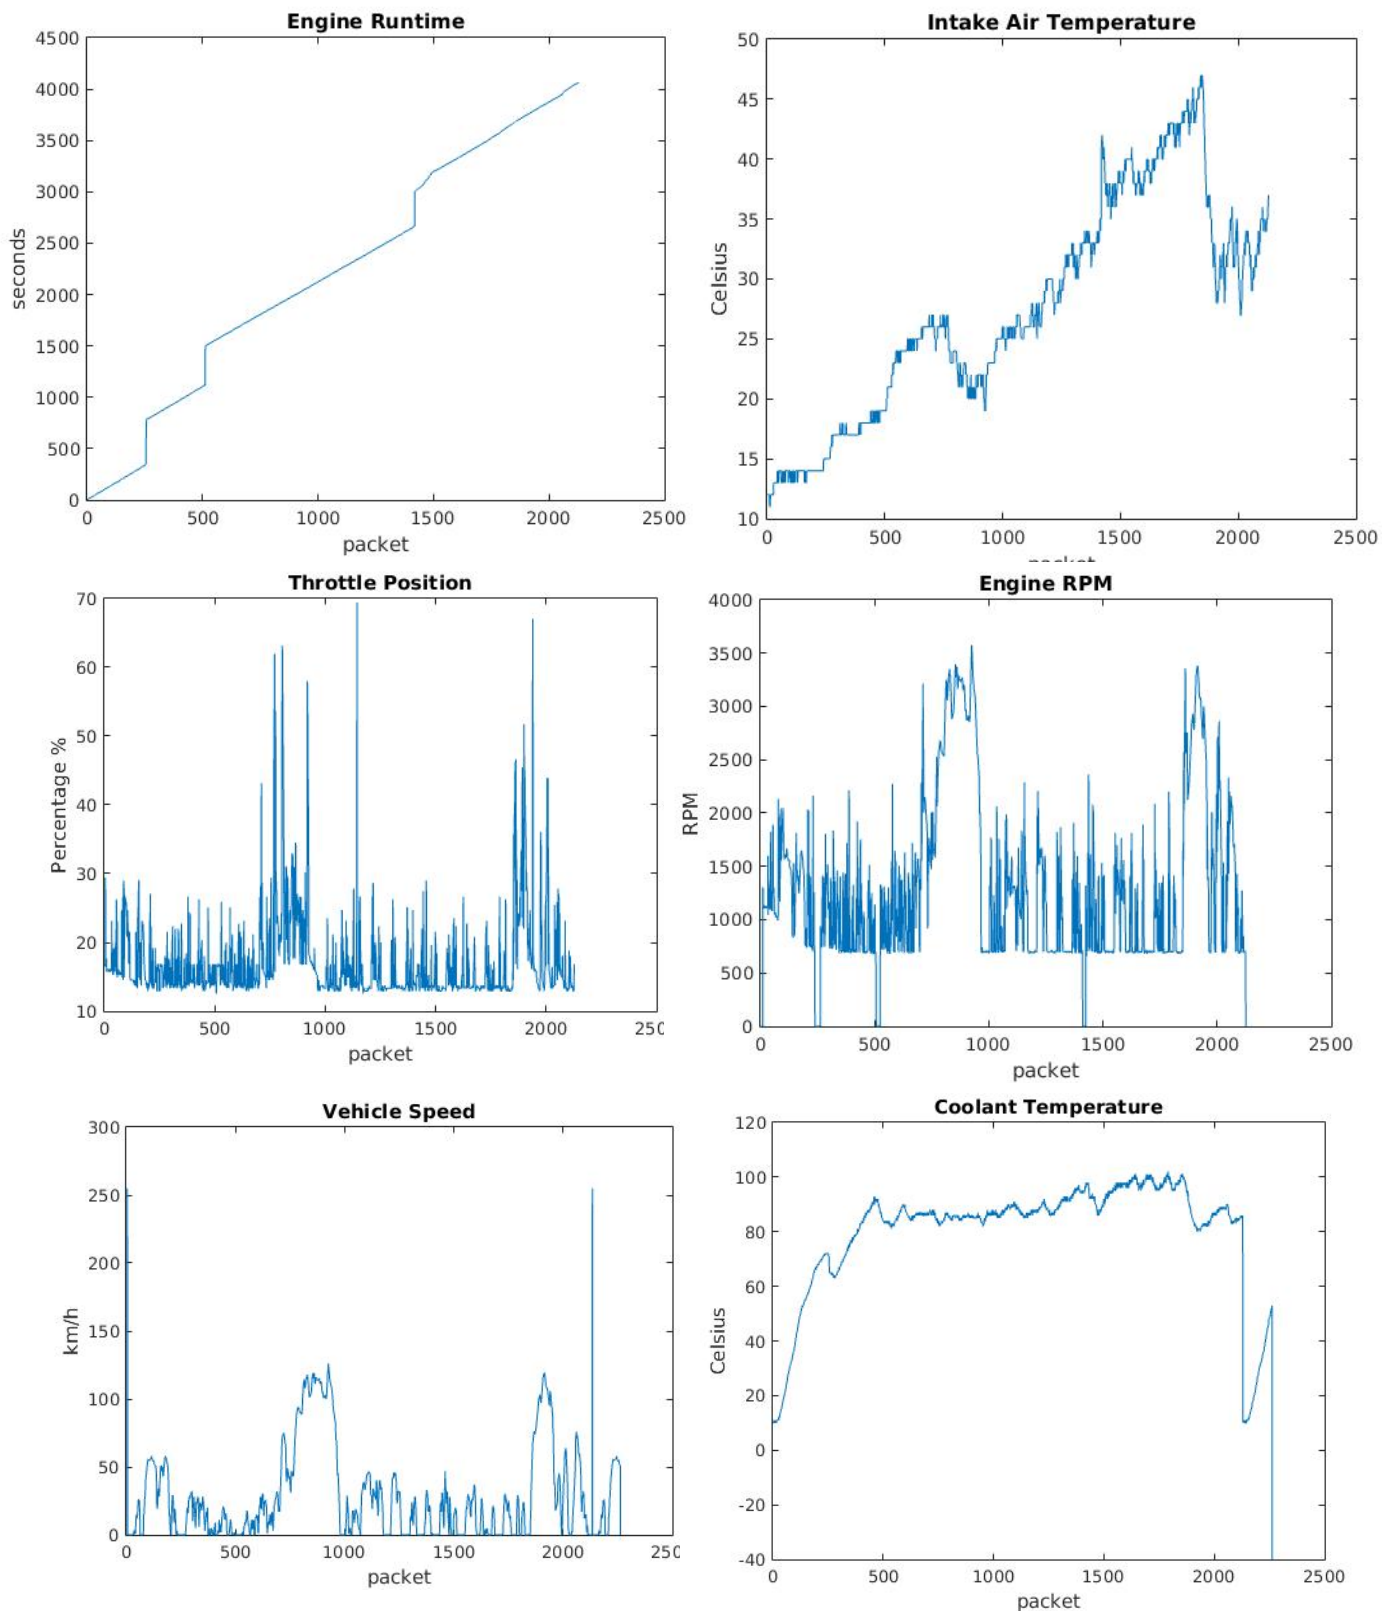 Engine Runtime
4500
4000
3500
3000
2500
2000
1500
1000
500
0
seconds
0 500 1000 1500 2000 2500
packet
Intake Air Temperature
50
45
40
35
30
25
20
15
10
Celsius
0 500 1000 1500 2000 2500
Throttle Position
70
60
50
40
30
20
10
Percentage %
0 500 1000 1500 2000
packet
Engine RPM
4000
3500
3000
2500
2000
1500
1000
500
0
RPM
0 500 1000 1500 2000 2500
packet
Vehicle Speed
300
250
200
150
100
50
0
km/h
0 500 1000 1500 2000
packet
Coolant Temperature
120
100
80
60
40
20
0
-20
-40
Celsius
0 500 1000 1500 2000 2500
packet